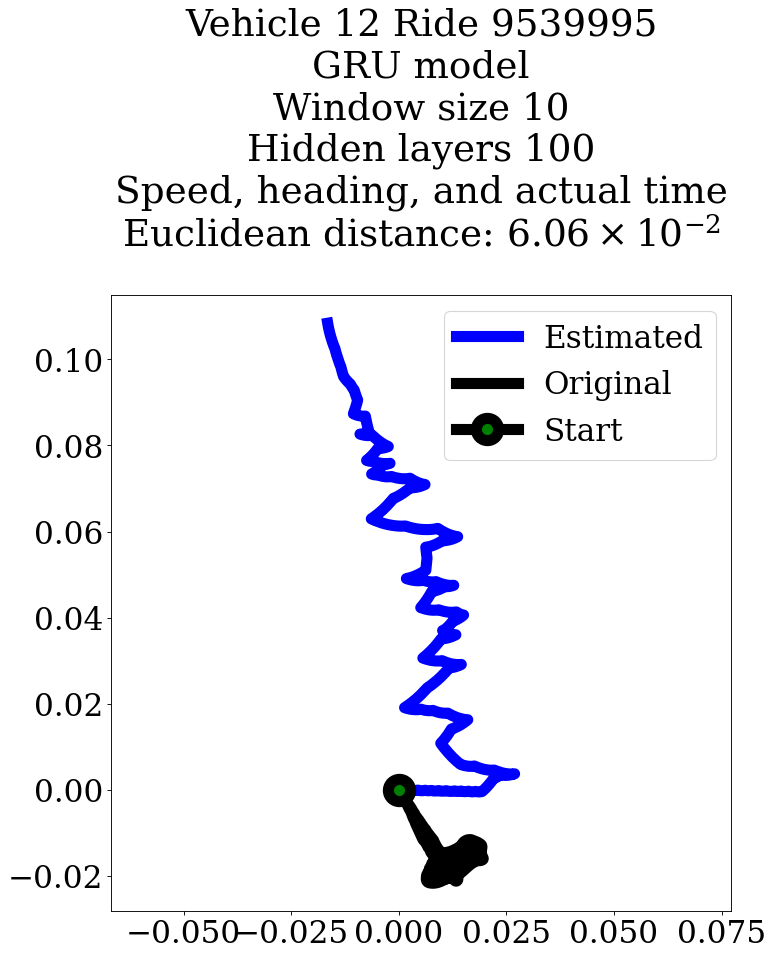 Vehicle 12 Ride 9539995
GRU model
Window size 10
Hidden layers 100
Speed, heading, and actual time
Euclidean distance: 6.06 × 10⁻²
Estimated
Original
Start
0.10
0.08
0.06
0.04
0.02
0.00
−0.02
−0.050 −0.025 0.000 0.025 0.050 0.075